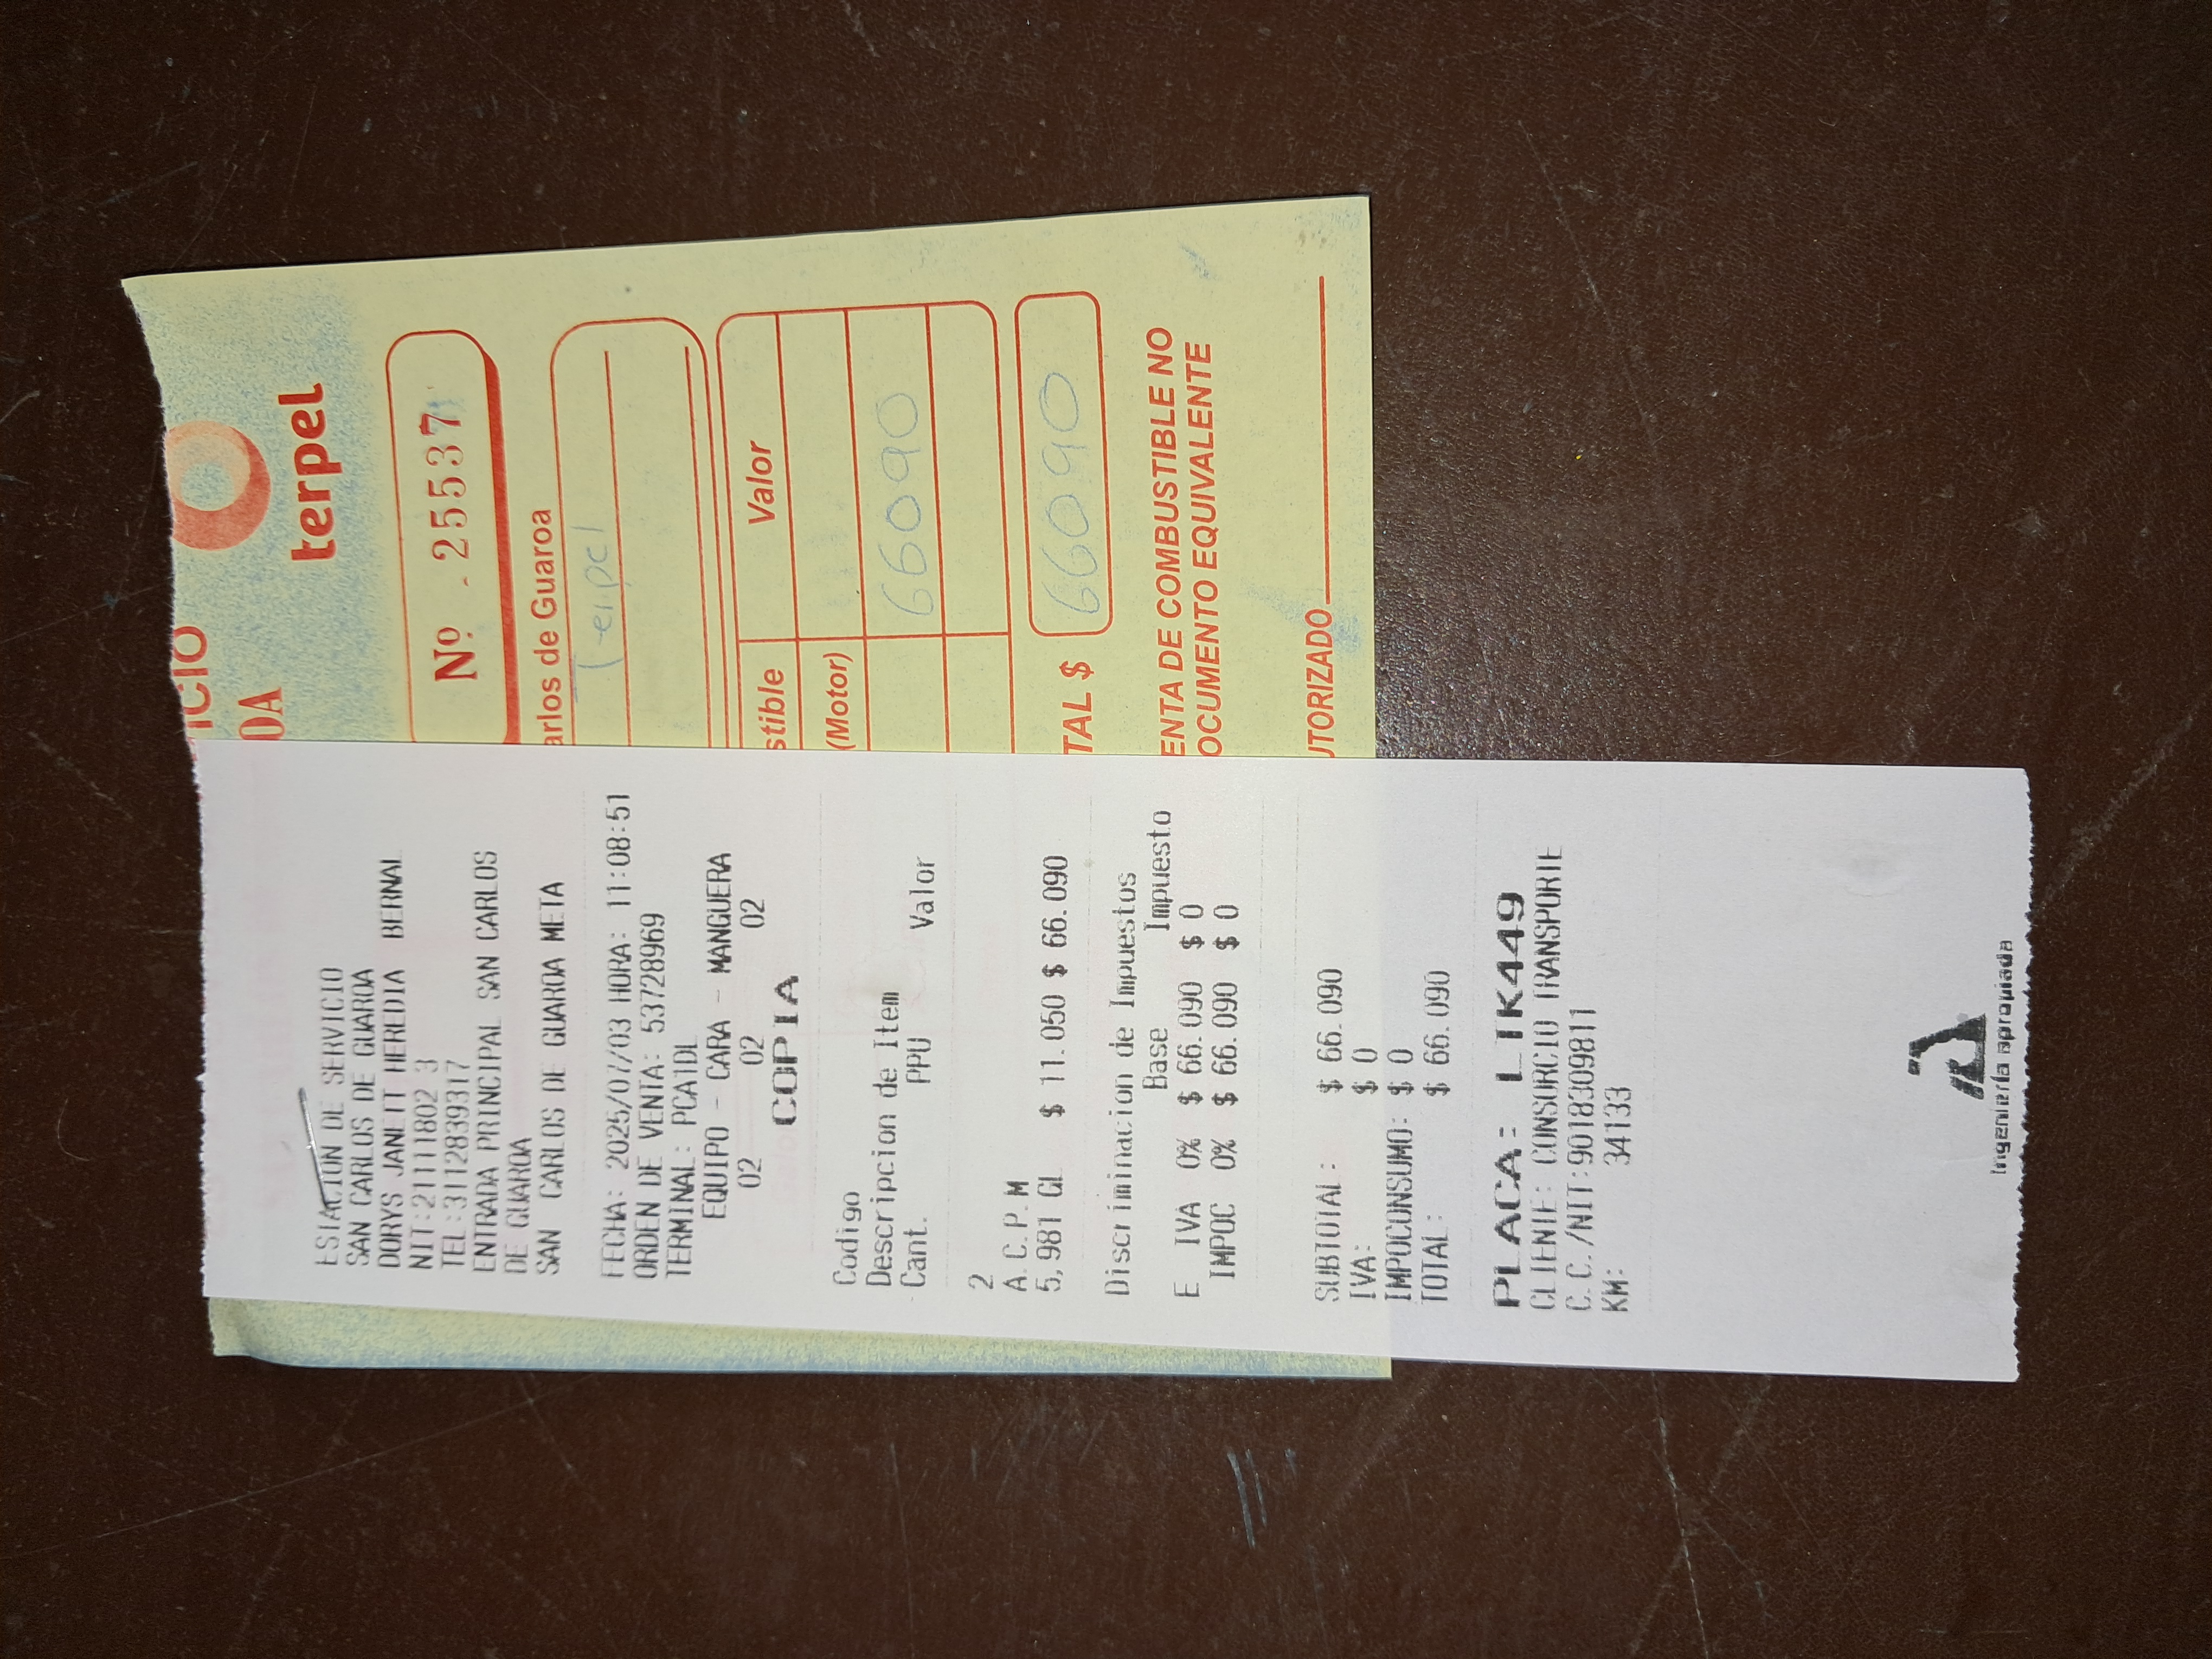 ESTACION DE SERVICIO
SAN CARLOS DE GUAROA
DORYS JANETT HEREDIA BERNAL
NIT:21111802 3
TEL:3112839317
ENTRADA PRINCIPAL SAN CARLOS
DE GUAROA
SAN CARLOS DE GUAROA META
FECHA: 2025/07/03 HORA: 11:08:51
ORDEN DE VENTA: 53728969
TERMINAL: PCA1DL
EQUIPO - CARA - MANGUERA
02 02 02
COPIA
Codigo
Descripcion de Item
Cant. PPU Valor
2
A.C.P.M
5,981 GL $ 11.050 $ 66.090
Discriminacion de Impuestos
Base Impuesto
E IVA 0% $ 66.090 $ 0
IMPOC 0% $ 66.090 $ 0
SUBTOTAL: $ 66.090
IVA: $ 0
IMPOCONSUMO: $ 0
TOTAL: $ 66.090
PLACA: LIK449
CLIENTE: CONSORCIO TRANSPORTE
C.C./NIT:9018309811
KM: 34133
Ingeniería apropiada
icio
OA
terpel
Nº 25537
arlos de Guaroa
stible Valor
(Motor)
66090
TAL $ 66090
ENTA DE COMBUSTIBLE NO
OCUMENTO EQUIVALENTE
UTORIZADO